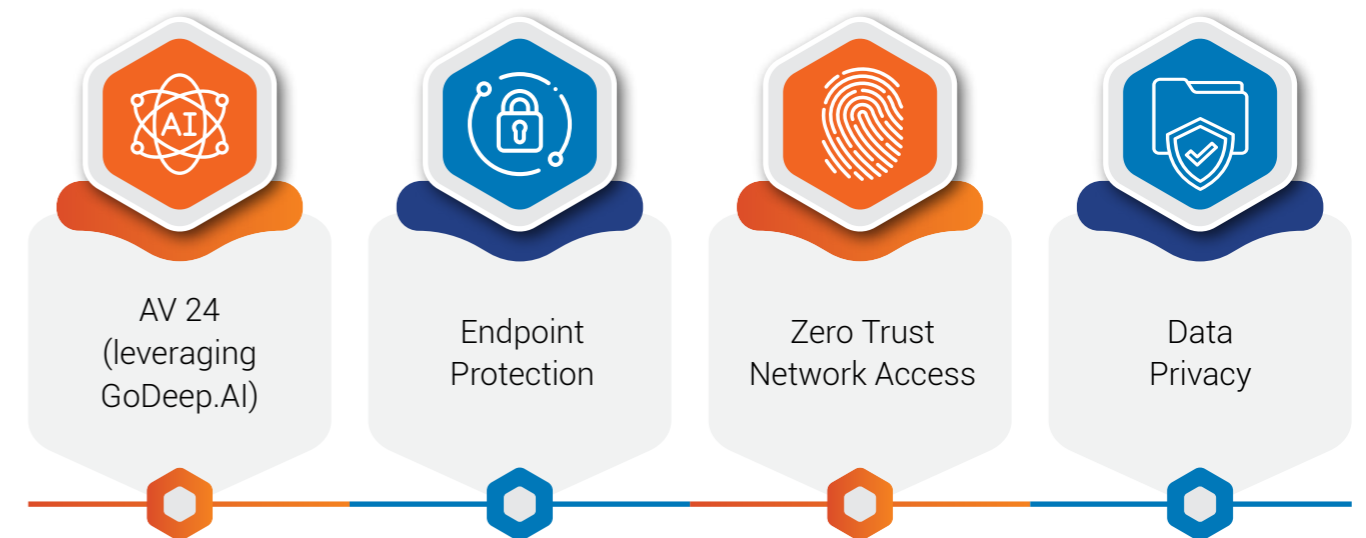 AI
AV 24
(leveraging
GoDeep.AI)
Endpoint
Protection
Zero Trust
Network Access
Data
Privacy